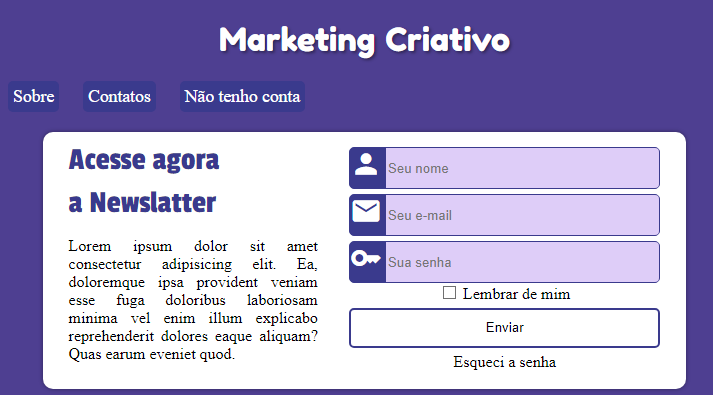 Marketing Criativo
Sobre
Contatos
Não tenho conta
Acesse agora
a Newslatter
Lorem ipsum dolor sit amet
consectetur adipisicing elit. Ea,
doloremque ipsa provident veniam
esse fuga doloribus laboriosam
minima vel enim illum explicabo
reprehenderit dolores eaque aliquam?
Quas earum eveniet quod.
Seu nome
Seu e-mail
Sua senha
Lembrar de mim
Enviar
Esqueci a senha